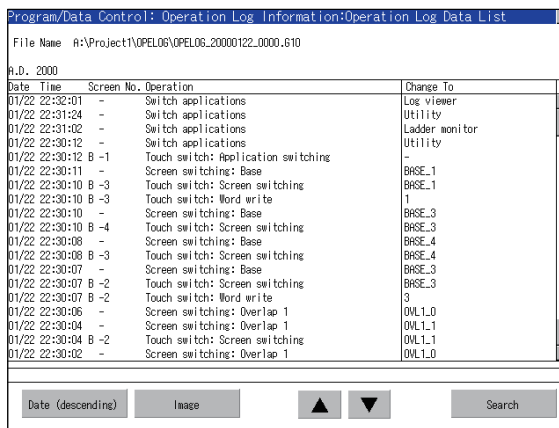 Program/Data Control: Operation Log Information:Operation Log Data List
File Name A:\Project1\OPELOG\OPELOG_20000122_0000.G1O
A.D. 2000
Date Time Screen No. Operation Change To
01/22 22:32:01 - Switch applications Log viewer
01/22 22:31:24 - Switch applications Utility
01/22 22:31:02 - Switch applications Ladder monitor
01/22 22:30:12 - Switch applications Utility
01/22 22:30:12 B -1 Touch switch: Application switching -
01/22 22:30:11 - Screen switching: Base BASE_1
01/22 22:30:10 B -3 Touch switch: Screen switching BASE_1
01/22 22:30:10 B -3 Touch switch: Word write 1
01/22 22:30:10 - Screen switching: Base BASE_3
01/22 22:30:10 B -4 Touch switch: Screen switching BASE_3
01/22 22:30:08 - Screen switching: Base BASE_4
01/22 22:30:08 B -3 Touch switch: Screen switching BASE_4
01/22 22:30:07 - Screen switching: Base BASE_3
01/22 22:30:07 B -2 Touch switch: Screen switching BASE_3
01/22 22:30:07 B -2 Touch switch: Word write 3
01/22 22:30:06 - Screen switching: Overlap 1 OVL1_0
01/22 22:30:04 - Screen switching: Overlap 1 OVL1_1
01/22 22:30:04 B -2 Touch switch: Screen switching OVL1_1
01/22 22:30:02 - Screen switching: Overlap 1 OVL1_0
Date (descending) Image ▲ ▼ Search